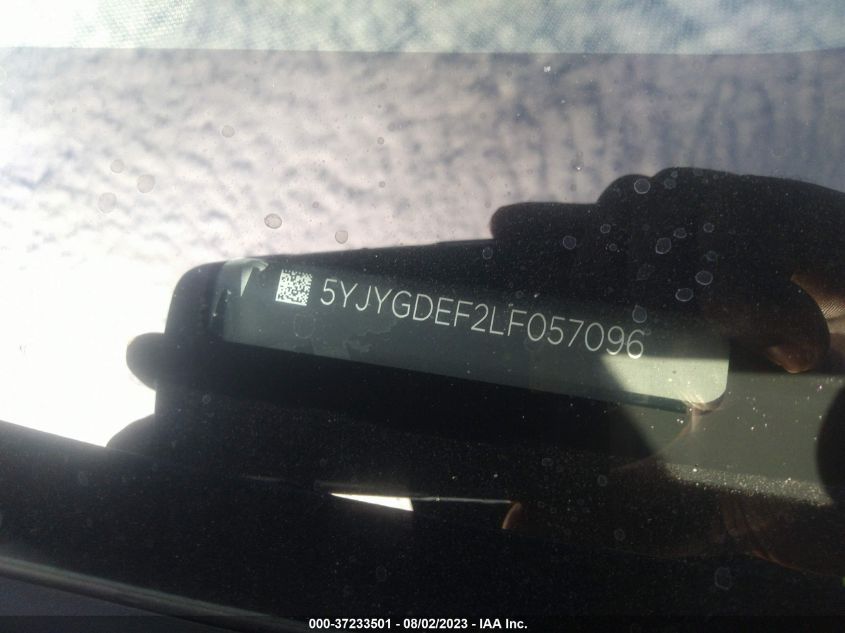 5YJYGDEF2LF057096
000-37233501 - 08/02/2023 - IAA Inc.